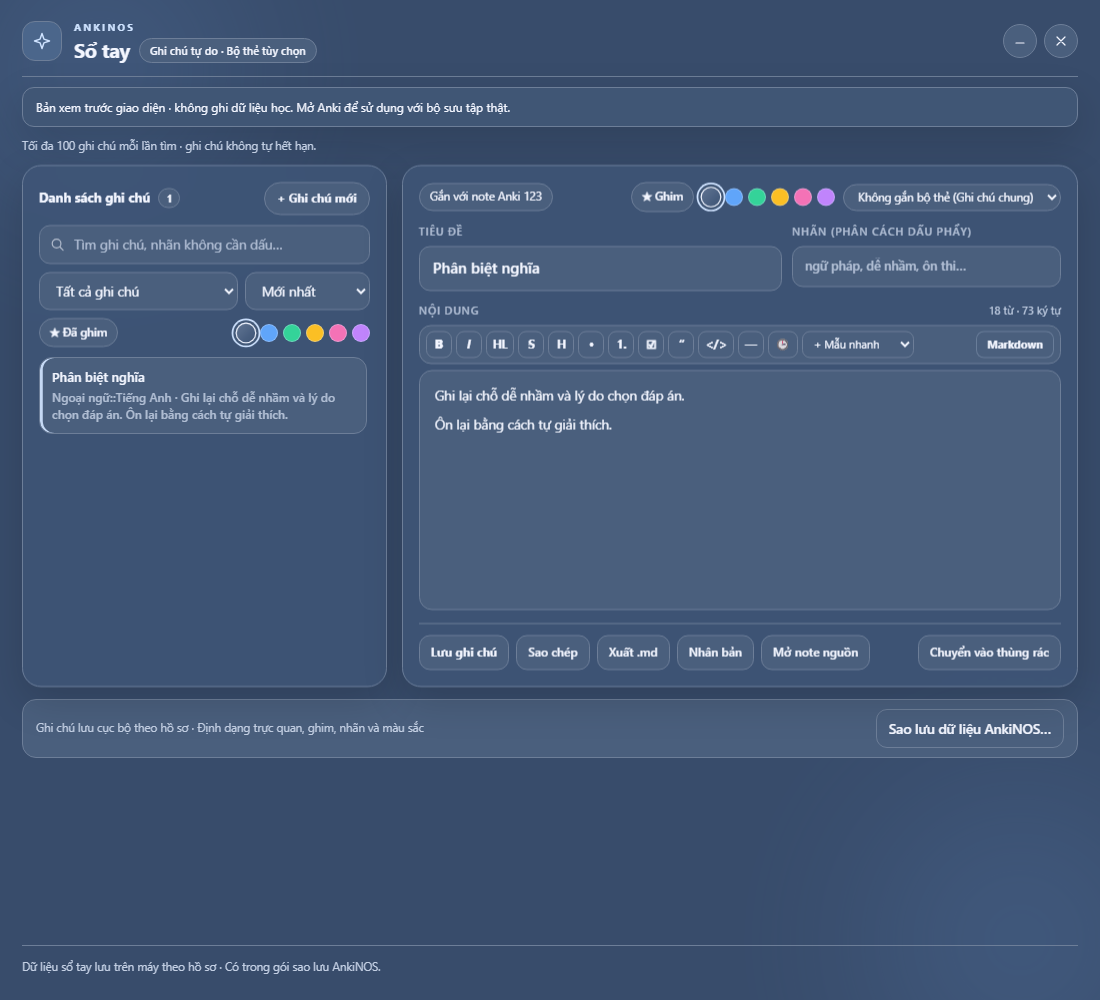 ANKINOS
Sổ tay
Ghi chú tự do · Bộ thẻ tùy chọn
Bản xem trước giao diện · không ghi dữ liệu học. Mở Anki để sử dụng với bộ sưu tập thật.
Tối đa 100 ghi chú mỗi lần tìm · ghi chú không tự hết hạn.
Danh sách ghi chú 1
+ Ghi chú mới
Tìm ghi chú, nhãn không cần dấu...
Tất cả ghi chú
Mới nhất
★ Đã ghim
Phân biệt nghĩa
Ngoại ngữ::Tiếng Anh · Ghi lại chỗ dễ nhầm và lý do
chọn đáp án. Ôn lại bằng cách tự giải thích.
Gắn với note Anki 123
★ Ghim
Không gắn bộ thẻ (Ghi chú chung)
TIÊU ĐỀ
NHÃN (PHÂN CÁCH DẤU PHẨY)
Phân biệt nghĩa
ngữ pháp, dễ nhầm, ôn thi...
NỘI DUNG
18 từ · 73 ký tự
B I HL S H • 1. ☑ “ </> — 🕒 + Mẫu nhanh
Markdown
Ghi lại chỗ dễ nhầm và lý do chọn đáp án.
Ôn lại bằng cách tự giải thích.
Lưu ghi chú
Sao chép
Xuất .md
Nhân bản
Mở note nguồn
Chuyển vào thùng rác
Ghi chú lưu cục bộ theo hồ sơ · Định dạng trực quan, ghim, nhãn và màu sắc
Sao lưu dữ liệu AnkiNOS...
Dữ liệu sổ tay lưu trên máy theo hồ sơ · Có trong gói sao lưu AnkiNOS.